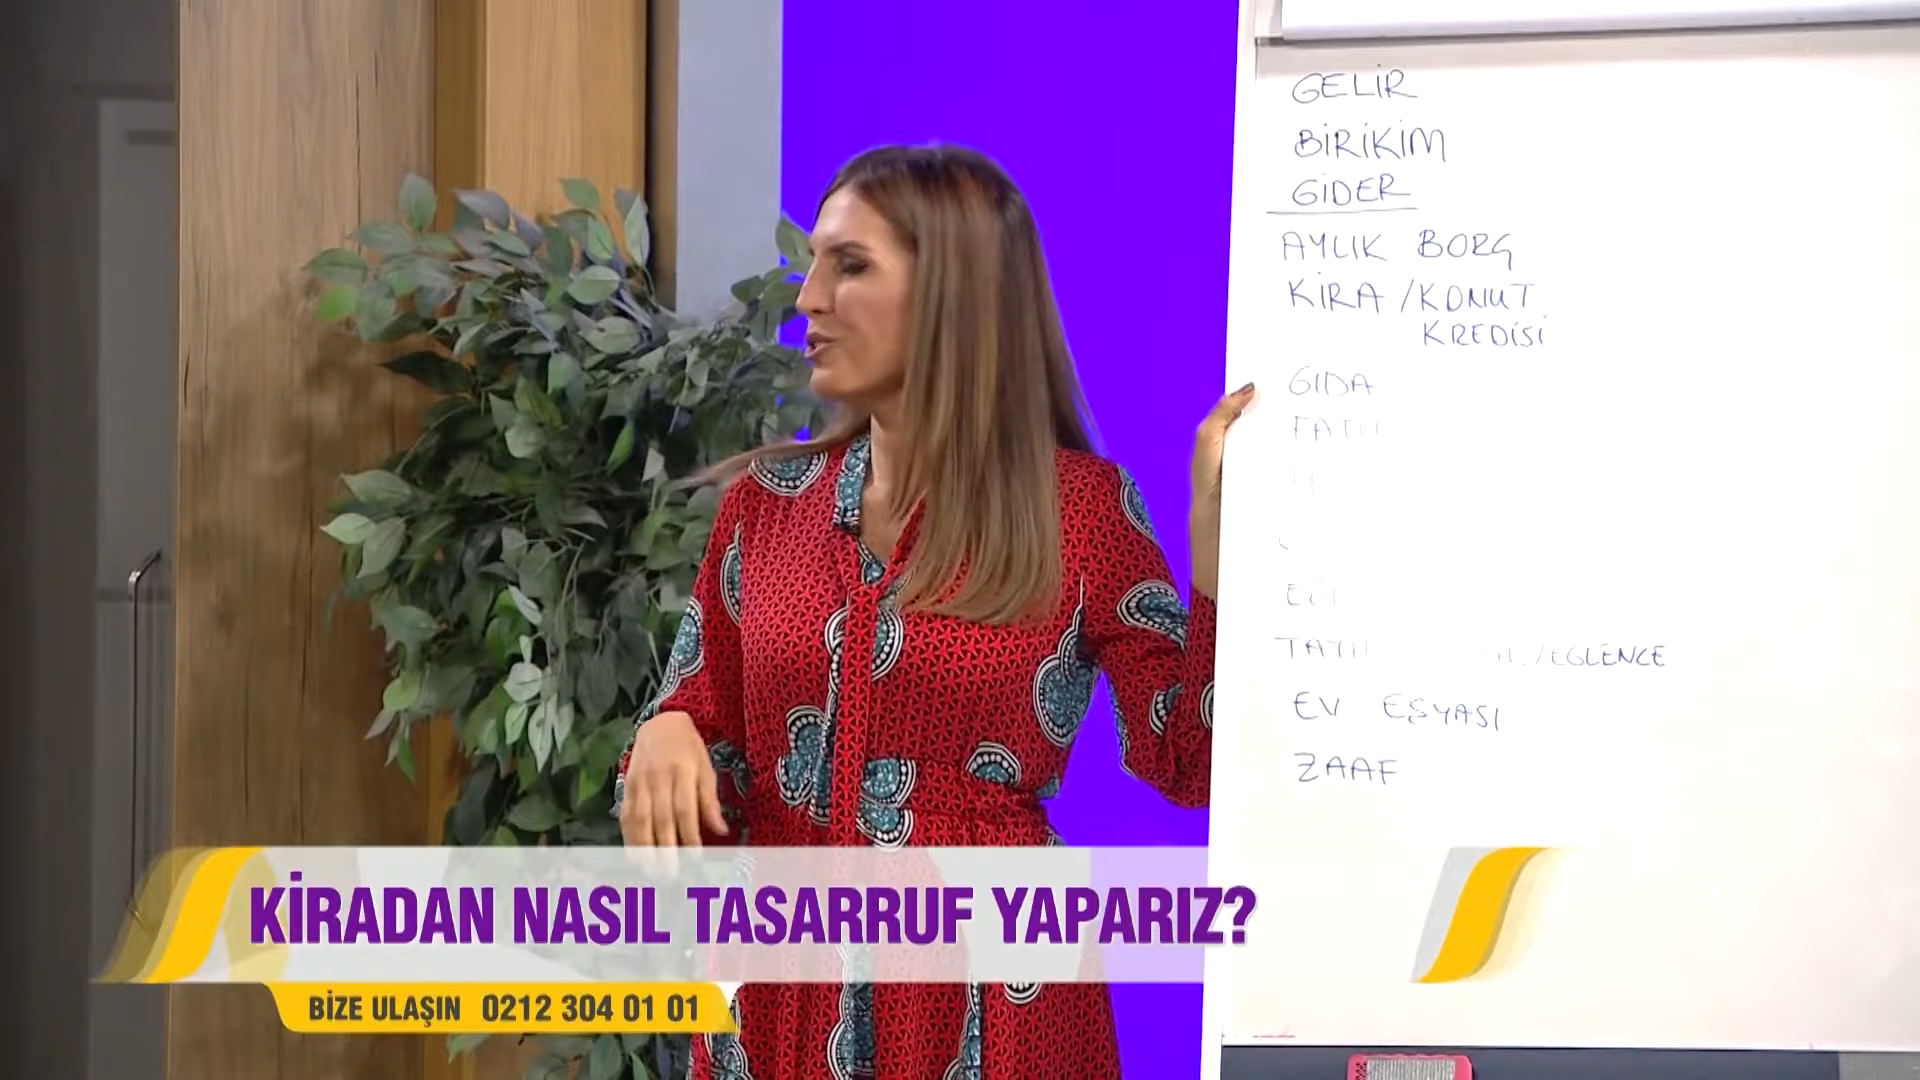 GELİR
BİRİKİM
GİDER
AYLIK BORÇ
KİRA / KONUT
KREDİSİ
GIDA
EV EŞYASI
ZAAF
/EGLENCE
KİRADAN NASIL TASARRUF YAPARIZ?
BİZE ULAŞIN 0212 304 01 01